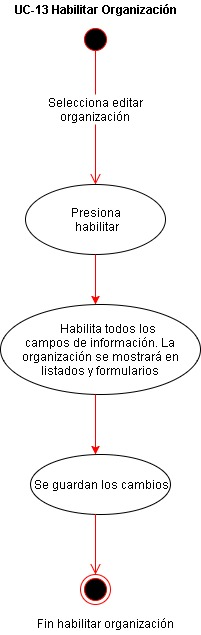 UC-13 Habilitar Organización
Selecciona editar
organización
Presiona
habilitar
Habilita todos los
campos de información. La
organización se mostrará en
listados y formularios
Se guardan los cambios
Fin habilitar organización